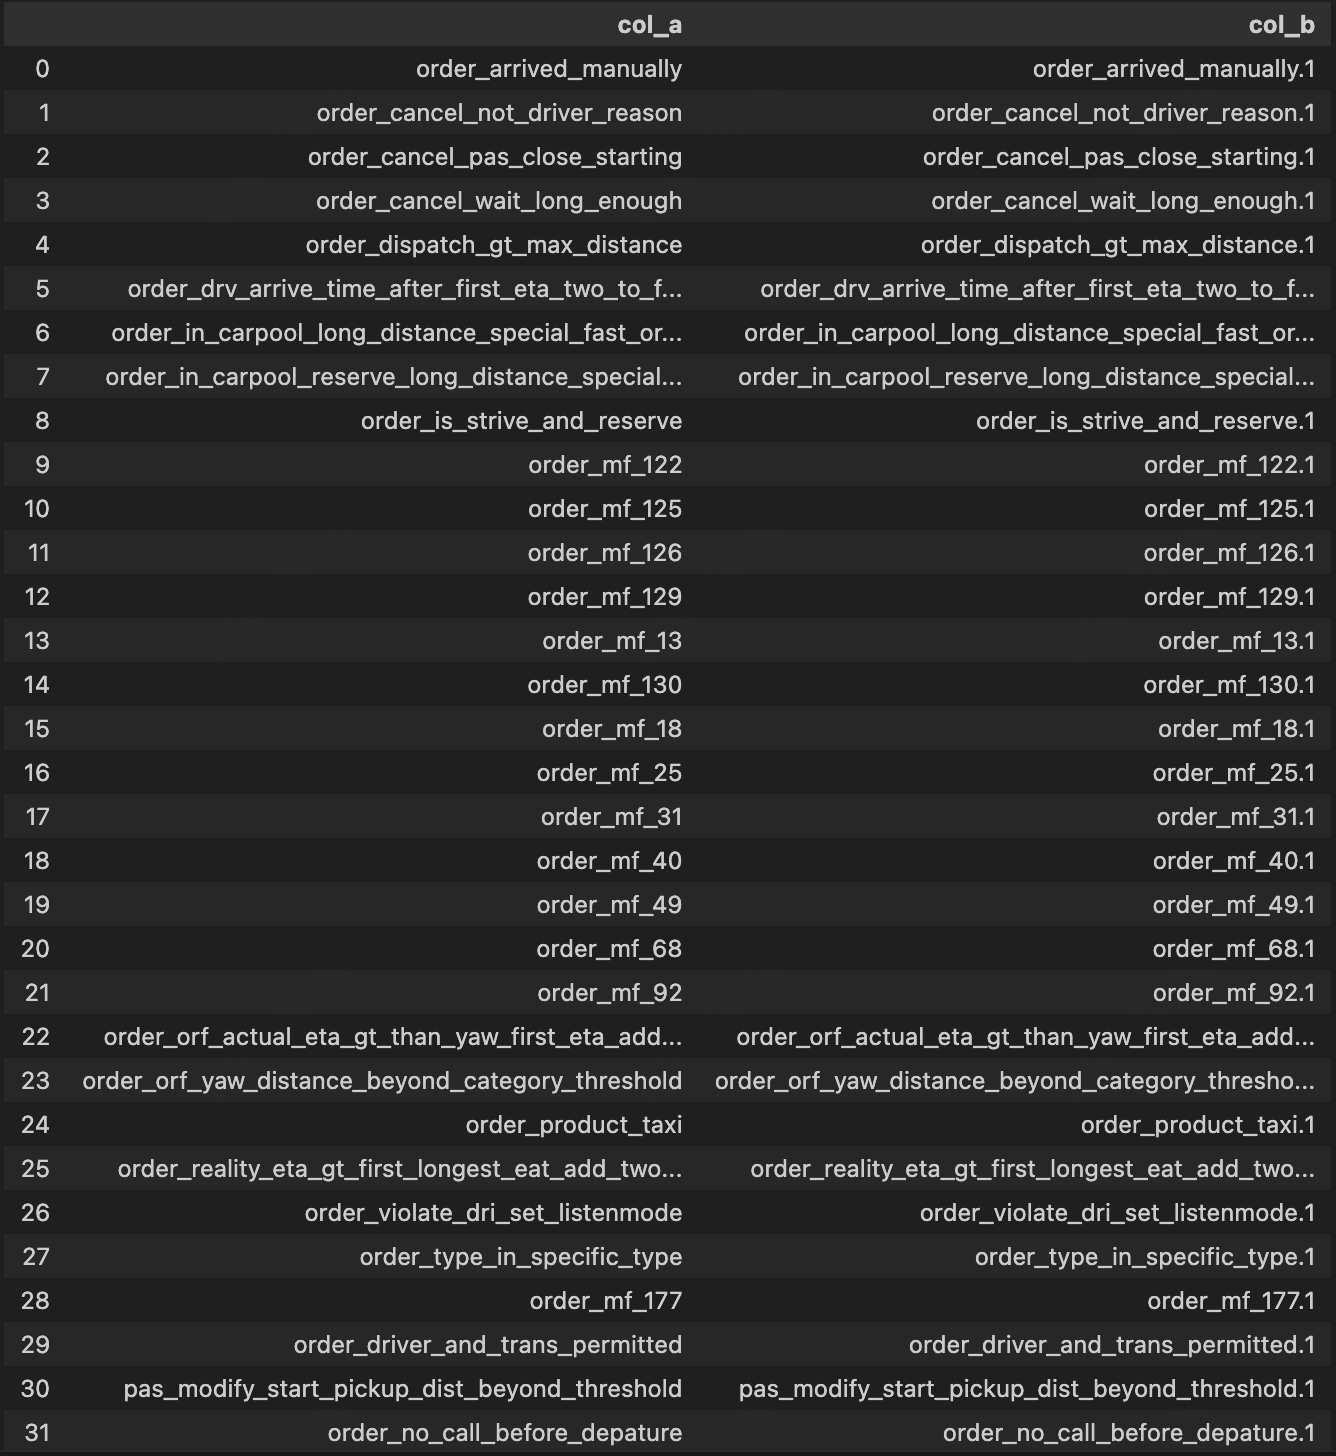 col_a col_b
0 order_arrived_manually order_arrived_manually.1
1 order_cancel_not_driver_reason order_cancel_not_driver_reason.1
2 order_cancel_pas_close_starting order_cancel_pas_close_starting.1
3 order_cancel_wait_long_enough order_cancel_wait_long_enough.1
4 order_dispatch_gt_max_distance order_dispatch_gt_max_distance.1
5 order_drv_arrive_time_after_first_eta_two_to_f... order_drv_arrive_time_after_first_eta_two_to_f...
6 order_in_carpool_long_distance_special_fast_or... order_in_carpool_long_distance_special_fast_or...
7 order_in_carpool_reserve_long_distance_special... order_in_carpool_reserve_long_distance_special...
8 order_is_strive_and_reserve order_is_strive_and_reserve.1
9 order_mf_122 order_mf_122.1
10 order_mf_125 order_mf_125.1
11 order_mf_126 order_mf_126.1
12 order_mf_129 order_mf_129.1
13 order_mf_13 order_mf_13.1
14 order_mf_130 order_mf_130.1
15 order_mf_18 order_mf_18.1
16 order_mf_25 order_mf_25.1
17 order_mf_31 order_mf_31.1
18 order_mf_40 order_mf_40.1
19 order_mf_49 order_mf_49.1
20 order_mf_68 order_mf_68.1
21 order_mf_92 order_mf_92.1
22 order_orf_actual_eta_gt_than_yaw_first_eta_add... order_orf_actual_eta_gt_than_yaw_first_eta_add...
23 order_orf_yaw_distance_beyond_category_threshold order_orf_yaw_distance_beyond_category_thresho...
24 order_product_taxi order_product_taxi.1
25 order_reality_eta_gt_first_longest_eat_add_two... order_reality_eta_gt_first_longest_eat_add_two...
26 order_violate_dri_set_listenmode order_violate_dri_set_listenmode.1
27 order_type_in_specific_type order_type_in_specific_type.1
28 order_mf_177 order_mf_177.1
29 order_driver_and_trans_permitted order_driver_and_trans_permitted.1
30 pas_modify_start_pickup_dist_beyond_threshold pas_modify_start_pickup_dist_beyond_threshold.1
31 order_no_call_before_depature order_no_call_before_depature.1